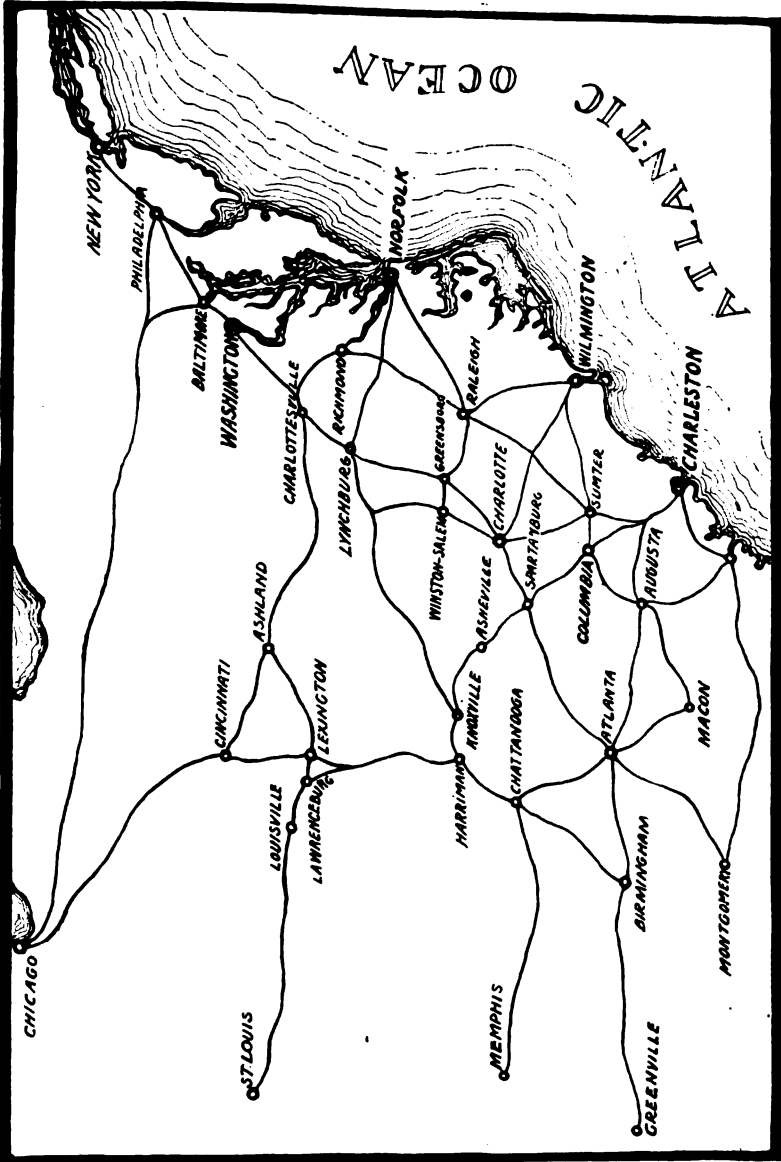 ATLANTIC
OCEAN
NEW YORK
PHILADELPHIA
BALTIMORE
WASHINGTON
NORFOLK
CHARLOTTESVILLE
RICHMOND
LYNCHBURG
RALEIGH
GREENSBORO
WINSTON-SALEM
WILMINGTON
CHARLOTTE
SUMTER
CHARLESTON
SPARTANBURG
COLUMBIA
AUGUSTA
ASHEVILLE
ASHLAND
CINCINNATI
LEXINGTON
KNOXVILLE
HARRIMAN
CHATTANOOGA
ATLANTA
MACON
LOUISVILLE
LAWRENCEBURG
BIRMINGHAM
MONTGOMERY
CHICAGO
ST. LOUIS
MEMPHIS
GREENVILLE